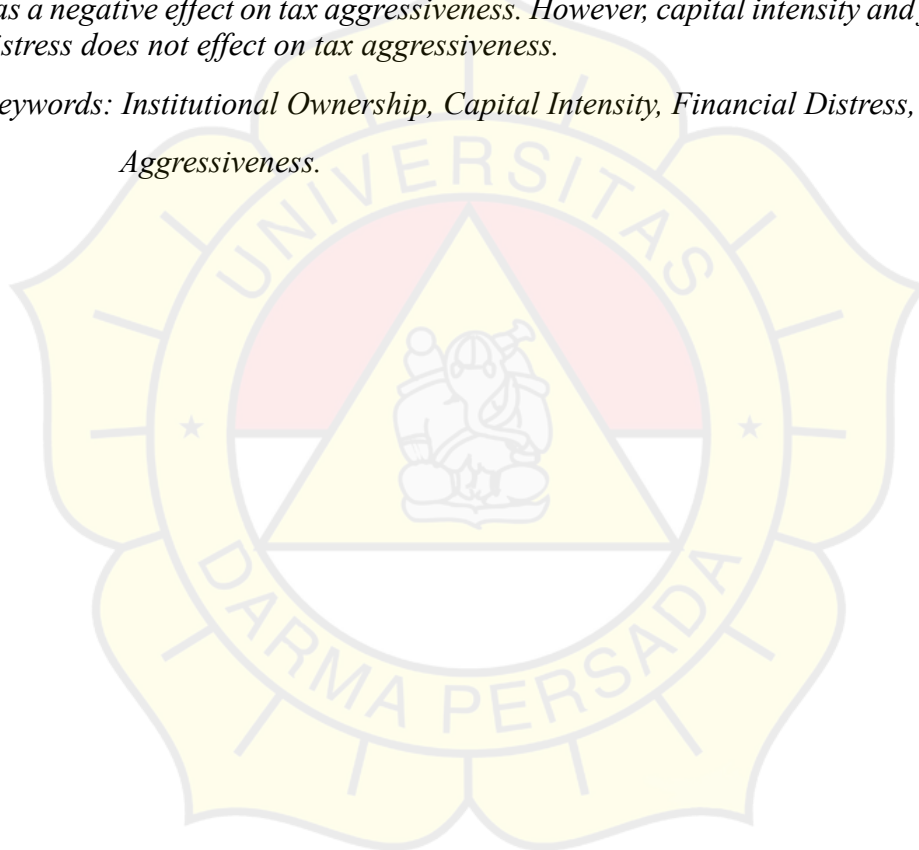 as a negative effect on tax aggressiveness. However, capital intensity and
istress does not effect on tax aggressiveness.
eywords: Institutional Ownership, Capital Intensity, Financial Distress,
Aggressiveness.
UNIVERSITAS
DARMA PERSADA